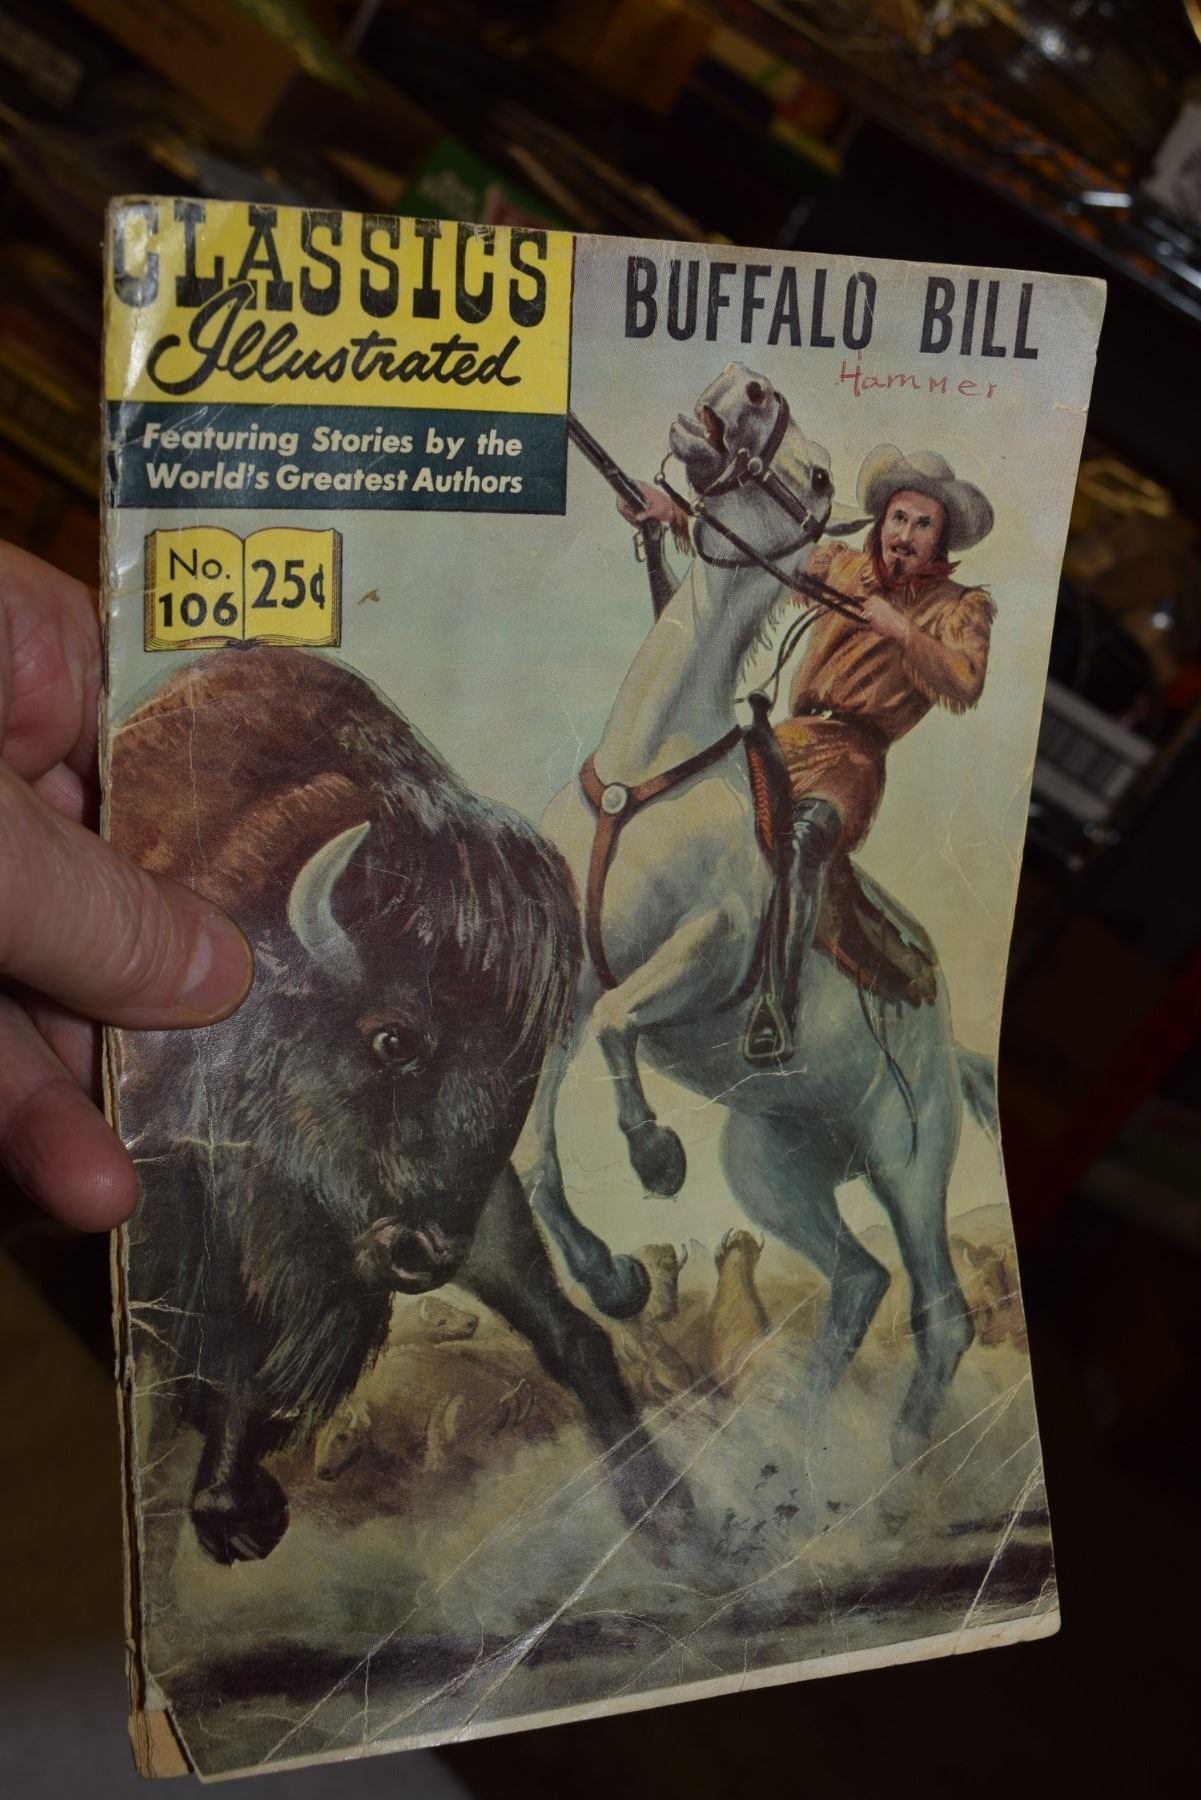 CLASSICS
Illustrated
Featuring Stories by the
World's Greatest Authors
No.
106
25¢
BUFFALO BILL
Hammer